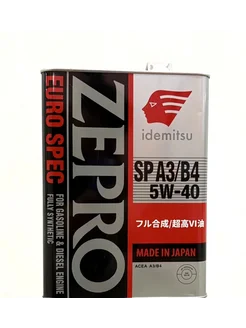 ZEPRO
EURO SPEC
FOR GASOLINE & DIESEL ENGINE
FULLY SYNTHETIC
idemitsu
SP A3/B4
5W-40
フル合成/超高VI油
MADE IN JAPAN
ACEA A3/B4